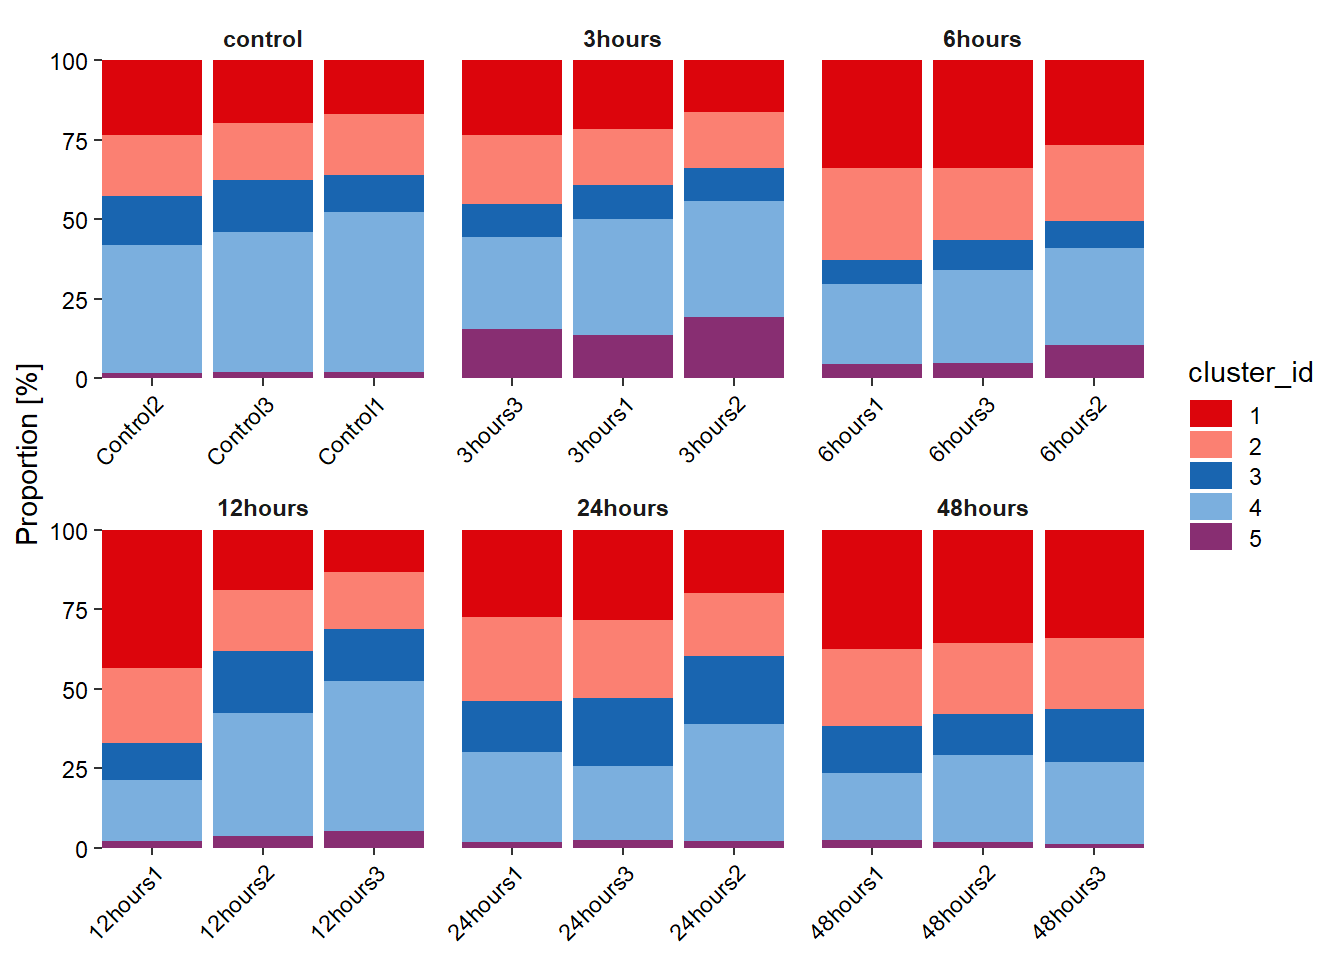 control 3hours 6hours
100
75
50
25
0
Control2 Control3 Control1 3hours3 3hours1 3hours2 6hours1 6hours3 6hours2
Proportion [%]
12hours 24hours 48hours
100
75
50
25
0
12hours1 12hours2 12hours3 24hours1 24hours3 24hours2 48hours1 48hours2 48hours3
cluster_id
1
2
3
4
5